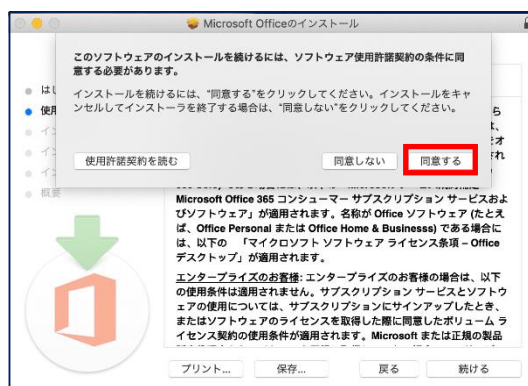 Microsoft Officeのインストール
このソフトウェアのインストールを続けるには、ソフトウェア使用許諾契約の条件に同
意する必要があります。
インストールを続けるには、“同意する”をクリックしてください。インストールをキャ
ンセルしてインストーラを終了する場合は、“同意しない”をクリックしてください。
使用許諾契約を読む
同意しない
同意する
概要
Microsoft Office 365 コンシューマー サブスクリプション サービスおよ
びソフトウェア」が適用されます。名称が Office ソフトウェア (たとえ
ば、Office Personal または Office Home & Businesss) である場合に
は、以下の 「マイクロソフト ソフトウェア ライセンス条項 – Office
デスクトップ」が適用されます。
エンタープライズのお客様: エンタープライズのお客様の場合は、以下
の使用条件は適用されません。サブスクリプション サービスとソフトウ
ェアの使用については、サブスクリプションにサインアップしたとき、
またはソフトウェアのライセンスを取得した際に同意したボリューム ラ
イセンス契約の使用条件が適用されます。Microsoft または正規の製品
プリント...
保存...
戻る
続ける